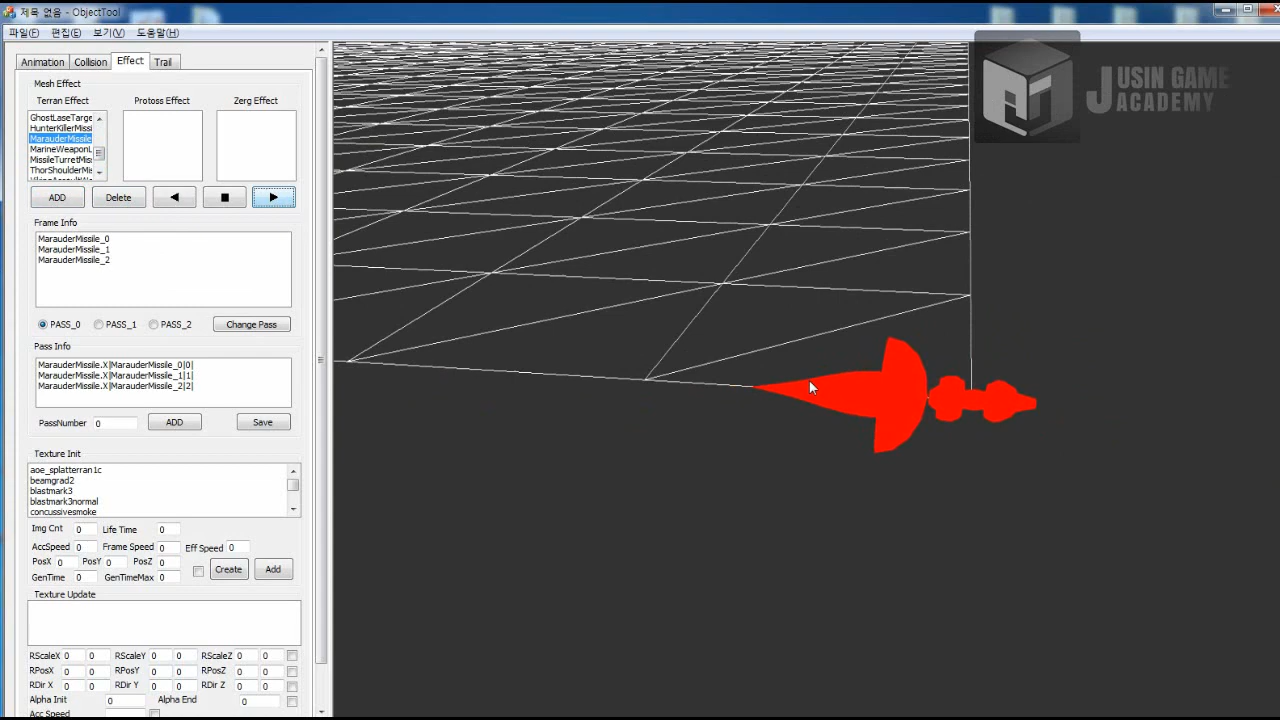 제목 없음 - ObjectTool
파일(F) 편집(E) 보기(V) 도움말(H)
Animation Collision Effect Trail
Mesh Effect
Terran Effect Protoss Effect Zerg Effect
GhostLaseTarge
HunterKillerMissi
MarauderMissile
MarineWeaponL
MissileTurretMis
ThorShoulderMis
ADD Delete
Frame Info
MarauderMissile_0
MarauderMissile_1
MarauderMissile_2
PASS_0 PASS_1 PASS_2 Change Pass
Pass Info
MarauderMissile.X|MarauderMissile_0|0|
MarauderMissile.X|MarauderMissile_1|1|
MarauderMissile.X|MarauderMissile_2|2|
PassNumber 0 ADD Save
Texture Init
aoe_splatterran1c
beamgrad2
blastmark3
blastmark3normal
concussivesmoke
Img Cnt 0 Life Time 0
AccSpeed 0 Frame Speed 0 Eff Speed 0
PosX 0 PosY 0 PosZ 0
GenTime 0 GenTimeMax 0 Create Add
Texture Update
RScaleX 0 0 RScaleY 0 0 RScaleZ 0 0
RPosX 0 0 RPosY 0 0 RPosZ 0 0
RDir X 0 0 RDir Y 0 0 RDir Z 0 0
Alpha Init 0 Alpha End 0
Acc Speed
JUSIN GAME
ACADEMY